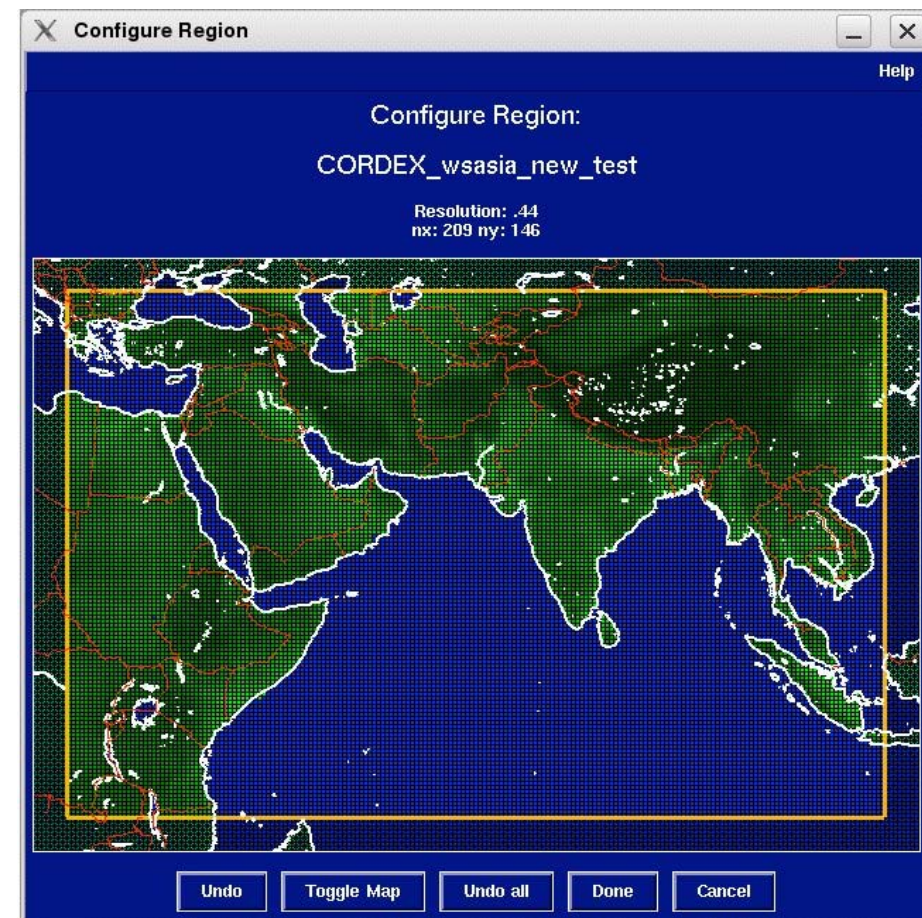 Configure Region
Help
Configure Region:
CORDEX_wsasia_new_test
Resolution: .44
nx: 209 ny: 146
Undo
Toggle Map
Undo all
Done
Cancel